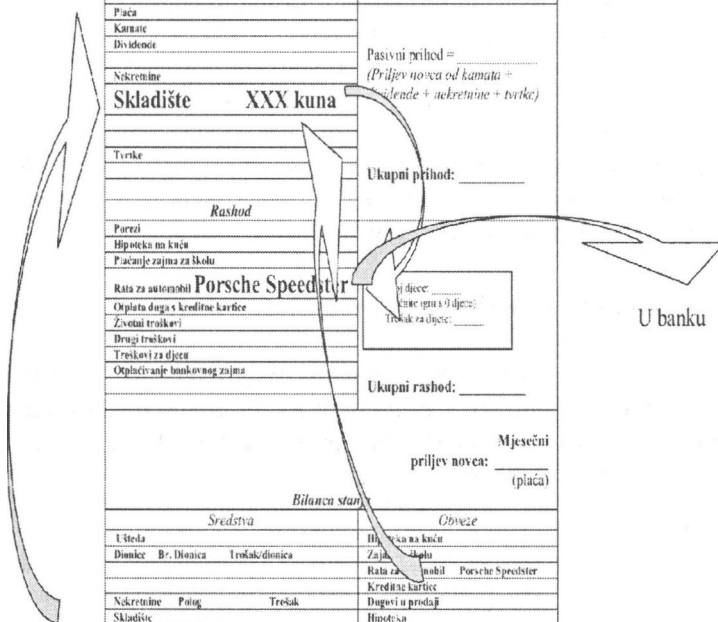 Plaća
Kamate
Dividende
Nekretnine
Skladište XXX kuna
Tvrtke
Pasivni prihod =
(Priljev novca od kamata +
dividende + nekretnine + tvrtke)
Ukupni prihod:
Rashod
Porezi
Hipoteka na kuću
Plaćanje zajma za školu
Rata za automobil Porsche Speedster
Otplata duga s kreditne kartice
Životni troškovi
Drugi troškovi
Troškovi za djecu
Otplaćivanje bankovnog zajma
djece:
igru s 0 djece)
Trošak za dijete:
Ukupni rashod:
U banku
Mjesečni
priljev novca:
(plaća)
Bilanca stanja
Sredstva
Ušteda
Dionice Br. Dionica Trošak/dionica
Nekretnine Polog Trošak
Skladište
Obveze
Hipoteka na kuću
Rata za Porsche Speedster
Kreditne kartice
Dugovi u prodaji
Hipoteka